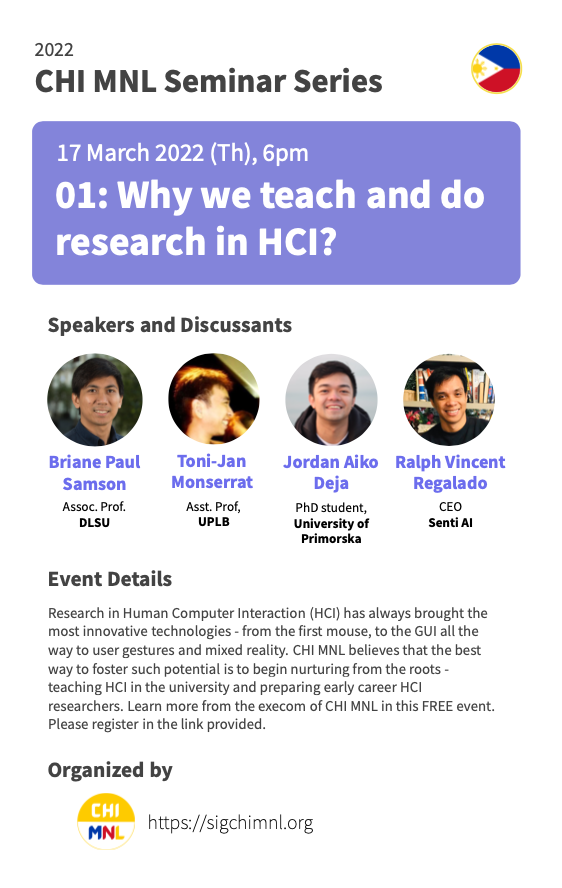 2022
CHI MNL Seminar Series
17 March 2022 (Th), 6pm
01: Why we teach and do
research in HCI?
Speakers and Discussants
Briane Paul
Samson
Assoc. Prof.
DLSU
Toni-Jan
Monserrat
Asst. Prof,
UPLB
Jordan Aiko
Deja
PhD student,
University of
Primorska
Ralph Vincent
Regalado
CEO
Senti AI
Event Details
Research in Human Computer Interaction (HCI) has always brought the
most innovative technologies - from the first mouse, to the GUI all the
way to user gestures and mixed reality. CHI MNL believes that the best
way to foster such potential is to begin nurturing from the roots -
teaching HCI in the university and preparing early career HCI
researchers. Learn more from the execom of CHI MNL in this FREE event.
Please register in the link provided.
Organized by
CHI
MNL
https://sigchimnl.org